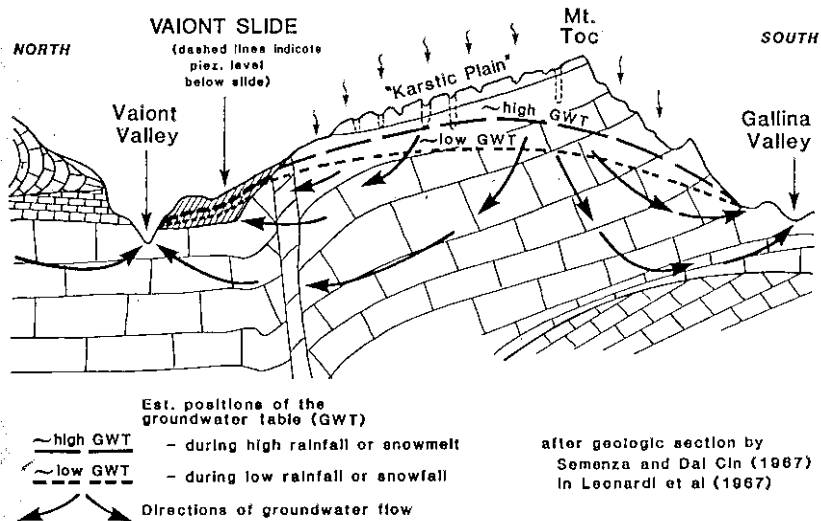 VAIONT SLIDE
(dashed lines indicate
piez. level
below slide)
NORTH
Mt.
Toc
SOUTH
"Karstic Plain"
Vaiont
Valley
~high GWT
~low GWT
Gallina
Valley
Est. positions of the
groundwater table (GWT)
~high GWT - during high rainfall or snowmelt
~low GWT - during low rainfall or snowfall
Directions of groundwater flow
after geologic section by
Semenza and Dal Cin (1967)
in Leonardi et al (1967)